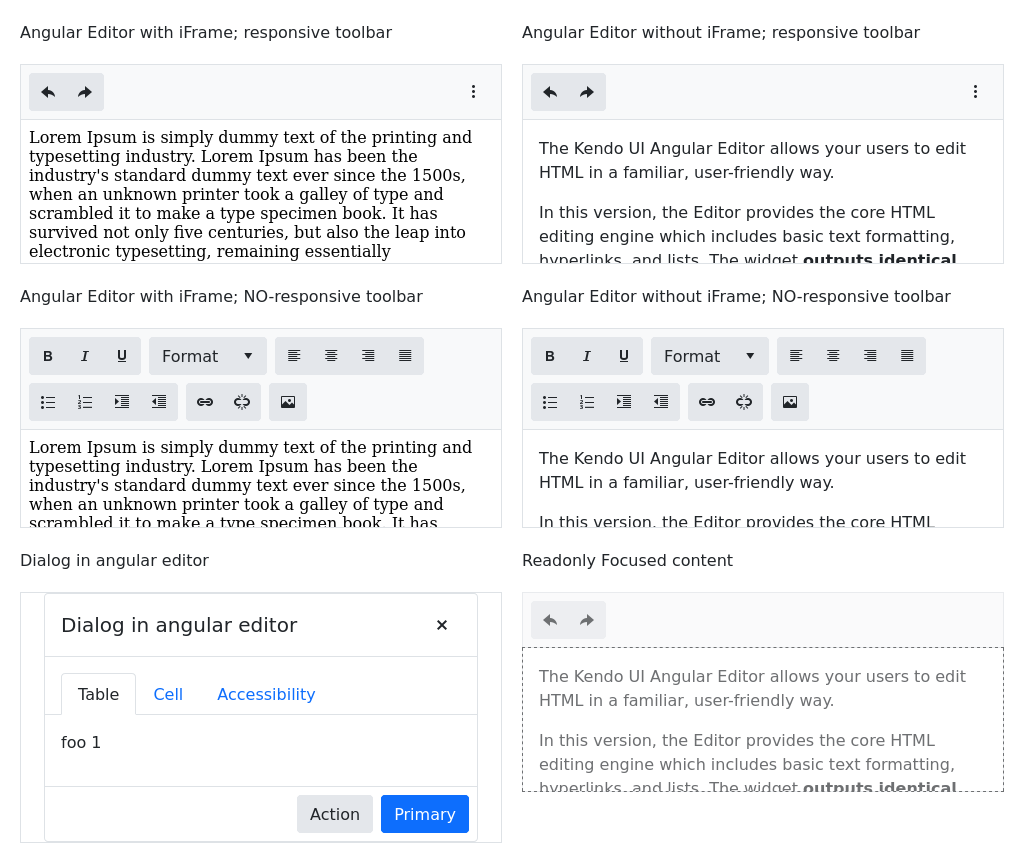 Angular Editor with iFrame; responsive toolbar
Lorem Ipsum is simply dummy text of the printing and
typesetting industry. Lorem Ipsum has been the
industry's standard dummy text ever since the 1500s,
when an unknown printer took a galley of type and
scrambled it to make a type specimen book. It has
survived not only five centuries, but also the leap into
electronic typesetting, remaining essentially
Angular Editor without iFrame; responsive toolbar
The Kendo UI Angular Editor allows your users to edit
HTML in a familiar, user-friendly way.
In this version, the Editor provides the core HTML
editing engine which includes basic text formatting,
hyperlinks, and lists. The widget outputs identical
Angular Editor with iFrame; NO-responsive toolbar
B I U Format
Lorem Ipsum is simply dummy text of the printing and
typesetting industry. Lorem Ipsum has been the
industry's standard dummy text ever since the 1500s,
when an unknown printer took a galley of type and
scrambled it to make a type specimen book. It has
Angular Editor without iFrame; NO-responsive toolbar
B I U Format
The Kendo UI Angular Editor allows your users to edit
HTML in a familiar, user-friendly way.
In this version, the Editor provides the core HTML
Dialog in angular editor
Dialog in angular editor
Table Cell Accessibility
foo 1
Action Primary
Readonly Focused content
The Kendo UI Angular Editor allows your users to edit
HTML in a familiar, user-friendly way.
In this version, the Editor provides the core HTML
editing engine which includes basic text formatting,
hyperlinks, and lists. The widget outputs identical